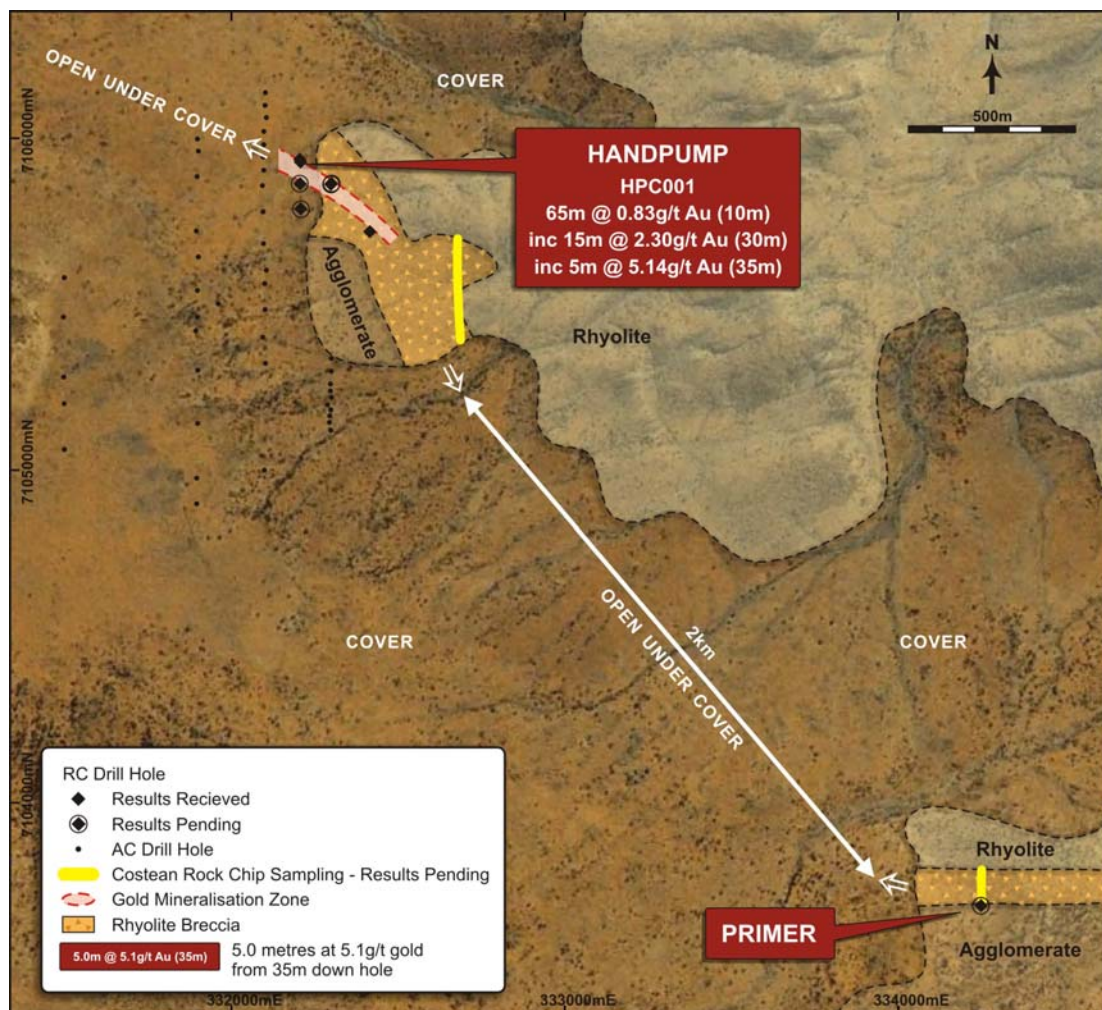 OPEN UNDER COVER
COVER
N
500m
7106000mN
HANDPUMP
HPC001
65m @ 0.83g/t Au (10m)
inc 15m @ 2.30g/t Au (30m)
inc 5m @ 5.14g/t Au (35m)
Agglomerate
Rhyolite
7105000mN
2km
OPEN UNDER COVER
COVER
COVER
7104000mN
RC Drill Hole
Results Recieved
Results Pending
AC Drill Hole
Costean Rock Chip Sampling - Results Pending
Gold Mineralisation Zone
Rhyolite Breccia
5.0m @ 5.1g/t Au (35m)
5.0 metres at 5.1g/t gold
from 35m down hole
Rhyolite
PRIMER
Agglomerate
332000mE
333000mE
334000mE